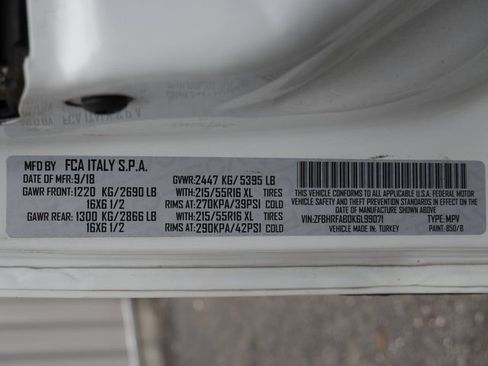 MFD BY FCA ITALY S.P.A.
DATE OF MFR: 9/18 GVWR: 2447 KG/ 5395 LB
GAWR FRONT: 1220 KG/2690 LB WITH: 215/55R16 XL TIRES
16X6 1/2 RIMS AT: 270KPA/39PSI COLD
GAWR REAR: 1300 KG/2866 LB WITH: 215/55R16 XL TIRES
16X6 1/2 RIMS AT: 290KPA/42PSI COLD
THIS VEHICLE CONFORMS TO ALL APPLICABLE U.S.A. FEDERAL MOTOR
VEHICLE SAFETY AND THEFT PREVENTION STANDARDS IN EFFECT ON
THE DATE OF MANUFACTURE SHOWN ABOVE.
VIN: ZFBHRFAB0K6L99071 TYPE: MPV
VEHICLE MADE IN: TURKEY PAINT: 850/B